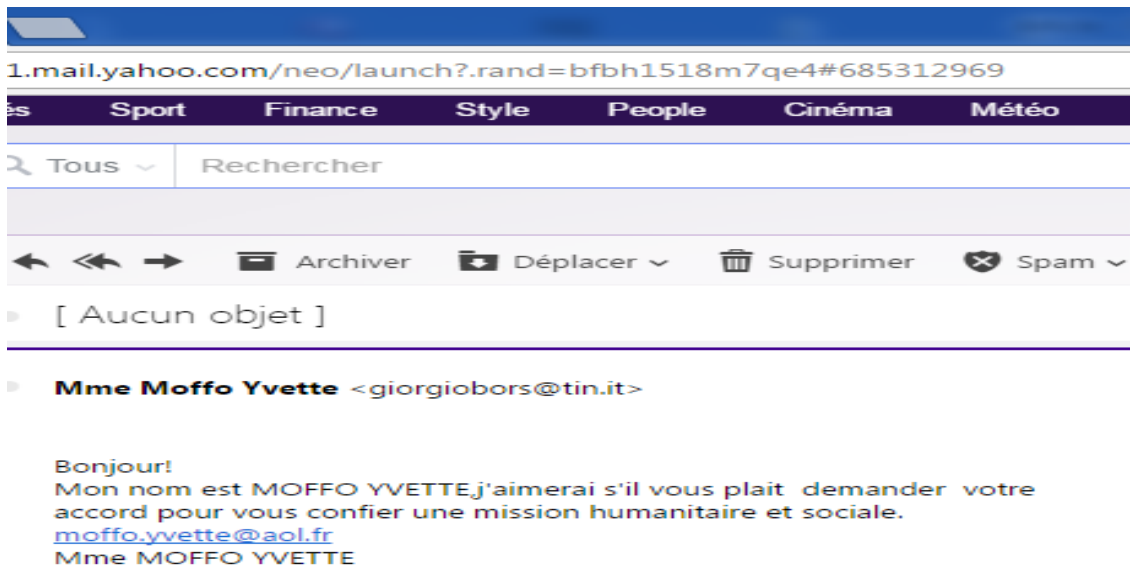 1.mail.yahoo.com/neo/launch?.rand=bfbh1518m7qe4#685312969
és Sport Finance Style People Cinéma Météo
Tous Rechercher
Archiver Déplacer Supprimer Spam
[ Aucun objet ]
Mme Moffo Yvette <giorgiobors@tin.it>
Bonjour!
Mon nom est MOFFO YVETTE,j'aimerai s'il vous plait demander votre
accord pour vous confier une mission humanitaire et sociale.
moffo.yvette@aol.fr
Mme MOFFO YVETTE